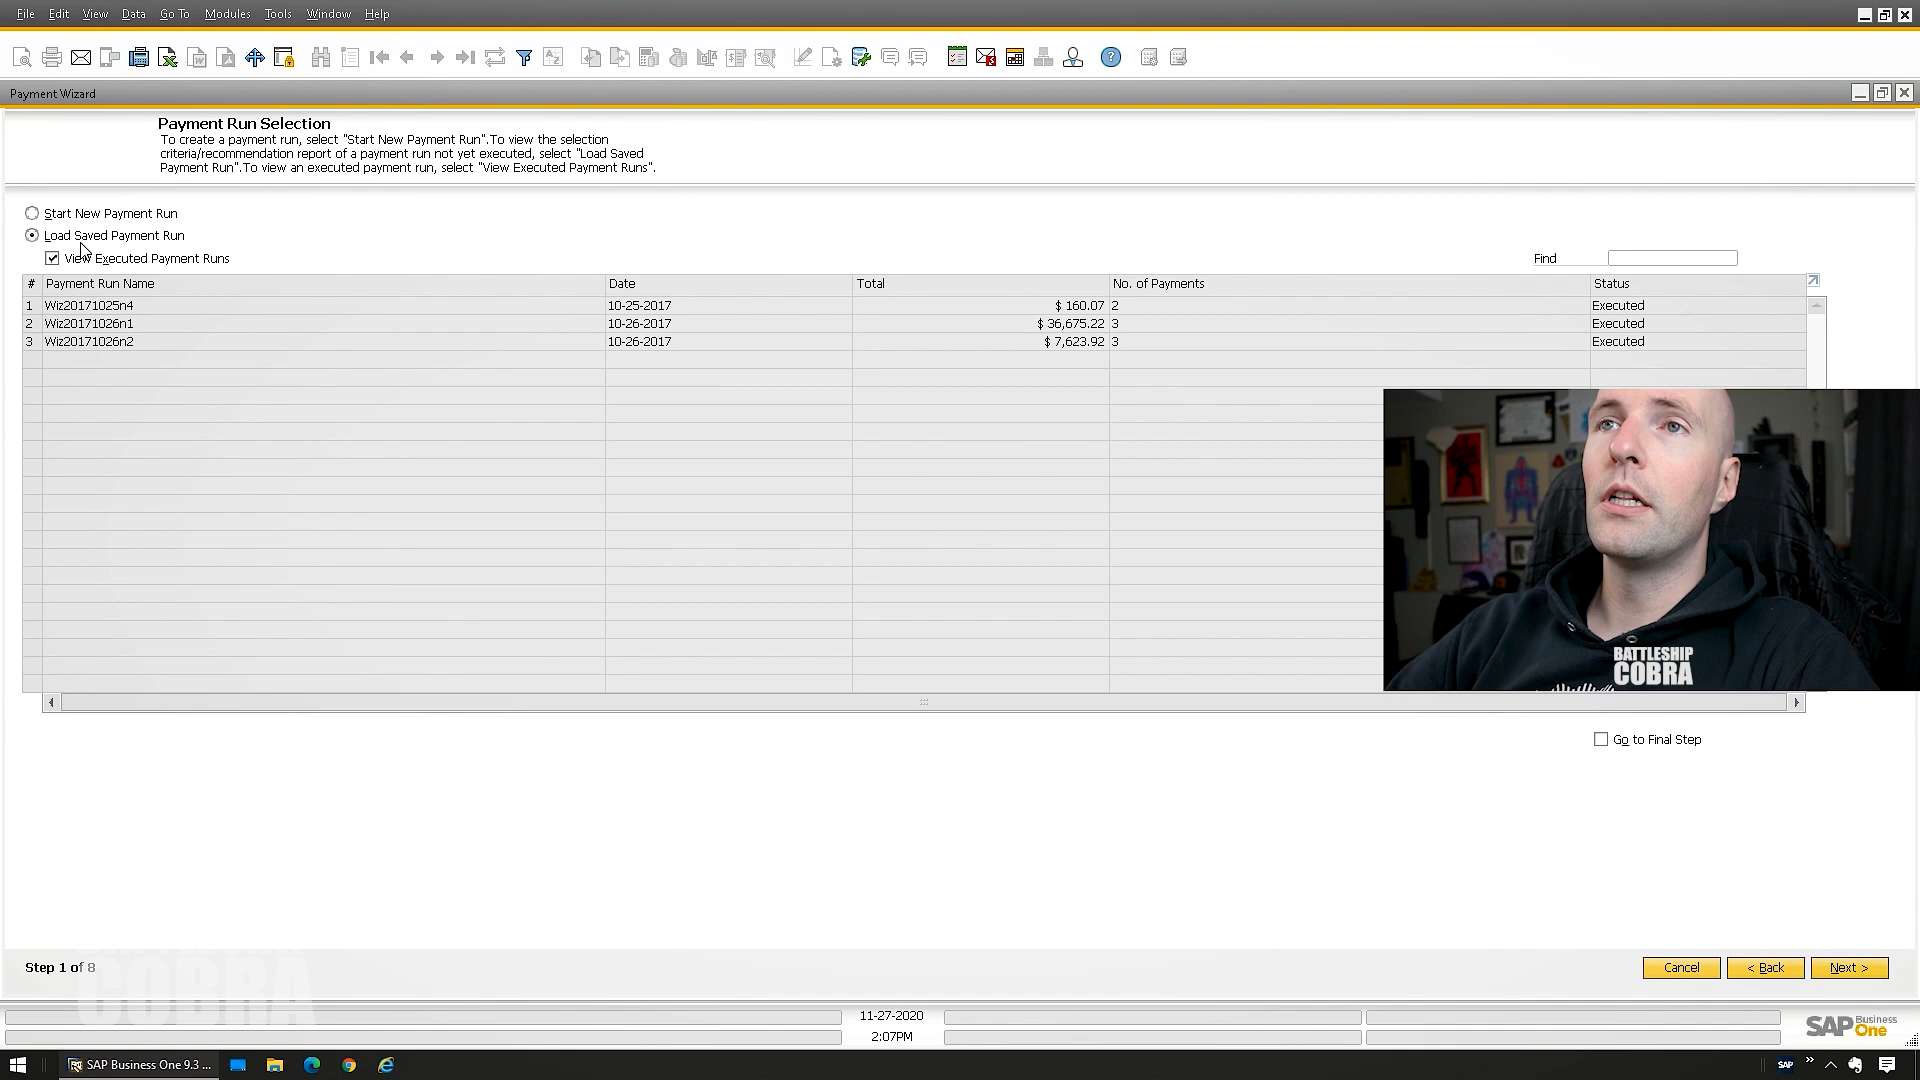 File Edit View Data Go To Modules Tools Window Help
Payment Wizard
Payment Run Selection
To create a payment run, select "Start New Payment Run".To view the selection
criteria/recommendation report of a payment run not yet executed, select "Load Saved
Payment Run".To view an executed payment run, select "View Executed Payment Runs".
Start New Payment Run
Load Saved Payment Run
View Executed Payment Runs Find
# Payment Run Name Date Total No. of Payments Status
1 Wiz20171025n4 10-25-2017 $ 160.07 2 Executed
2 Wiz20171026n1 10-26-2017 $ 36,675.22 3 Executed
3 Wiz20171026n2 10-26-2017 $ 7,623.92 3 Executed
BATTLESHIP
COBRA
Go to Final Step
Step 1 of 8 Cancel < Back Next >
COBRA
11-27-2020
2:07PM
SAP Business One
SAP Business One 9.3 ...
SAP